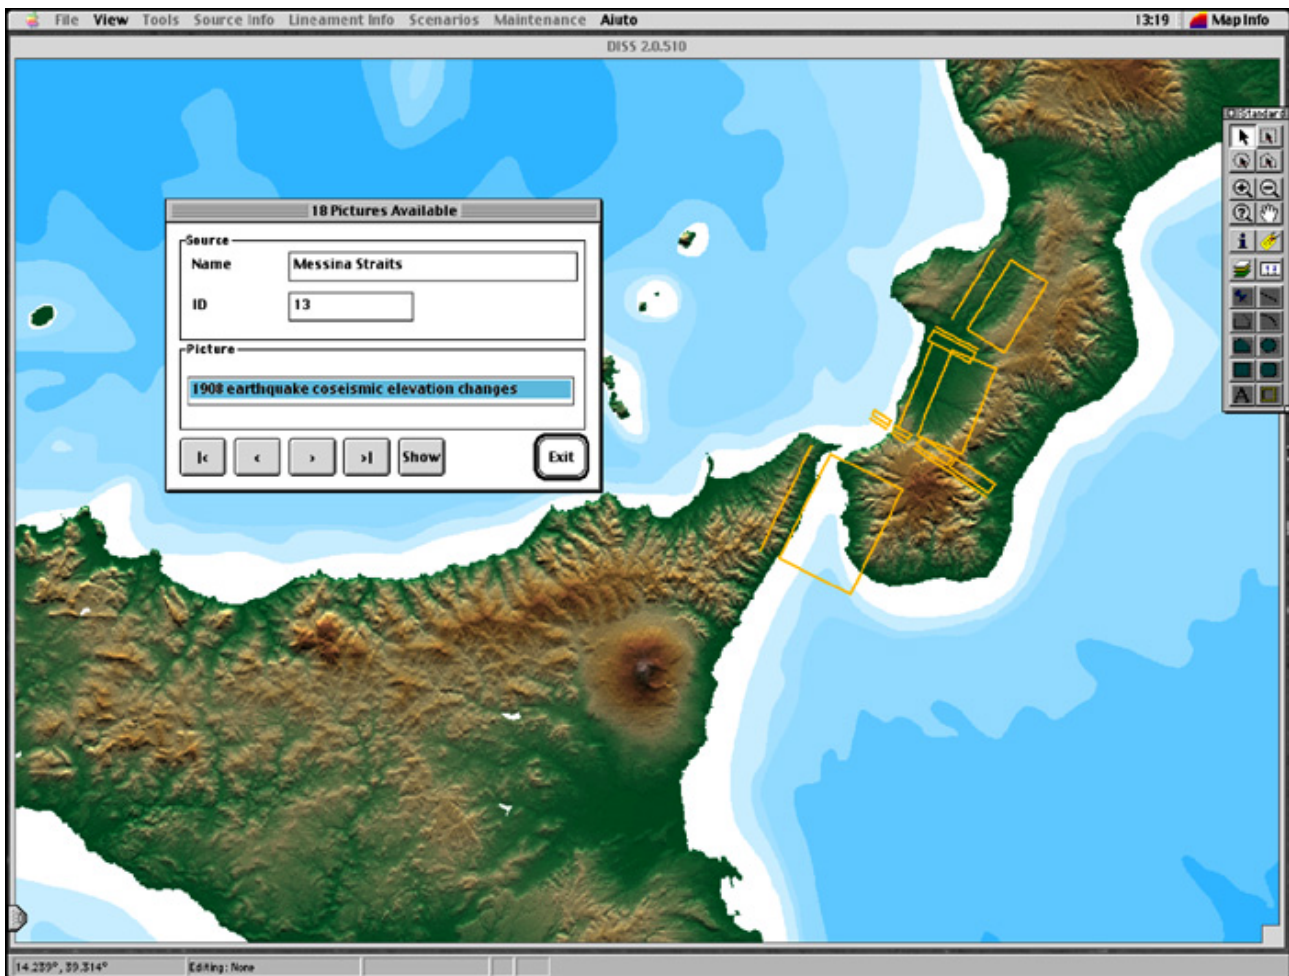 File View Tools Source Info Lineament Info Scenarios Maintenance Aiuto 13:19 MapInfo
DISS 2.0.510
Standard
18 Pictures Available
Source
Name Messina Straits
ID 13
Picture
1908 earthquake coseismic elevation changes
|< < > >| Show Exit
14.239°, 39.314° Editing: None